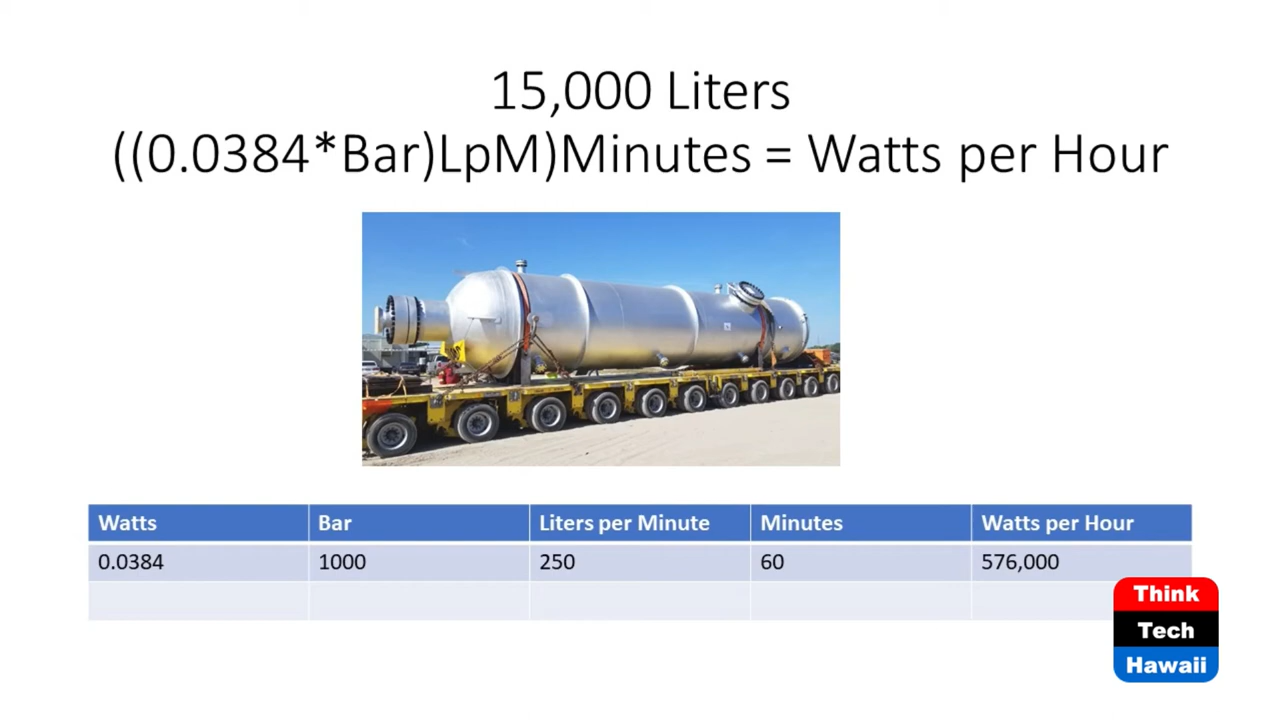 15,000 Liters
((0.0384*Bar)LpM)Minutes = Watts per Hour
Watts Bar Liters per Minute Minutes Watts per Hour
0.0384 1000 250 60 576,000
Think
Tech
Hawaii